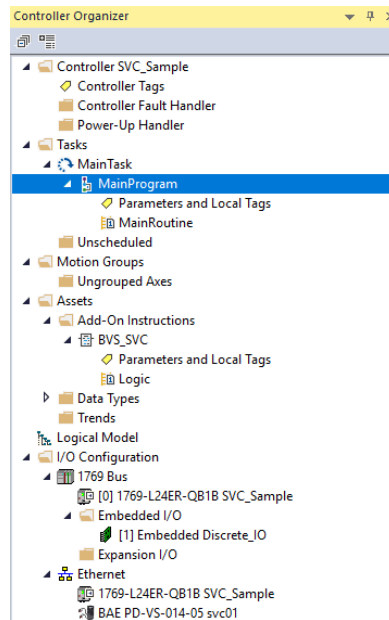 Controller Organizer
Controller SVC_Sample
Controller Tags
Controller Fault Handler
Power-Up Handler
Tasks
MainTask
MainProgram
Parameters and Local Tags
MainRoutine
Unscheduled
Motion Groups
Ungrouped Axes
Assets
Add-On Instructions
BVS_SVC
Parameters and Local Tags
Logic
Data Types
Trends
Logical Model
I/O Configuration
1769 Bus
[0] 1769-L24ER-QB1B SVC_Sample
Embedded I/O
[1] Embedded Discrete_IO
Expansion I/O
Ethernet
1769-L24ER-QB1B SVC_Sample
BAE PD-VS-014-05 svc01